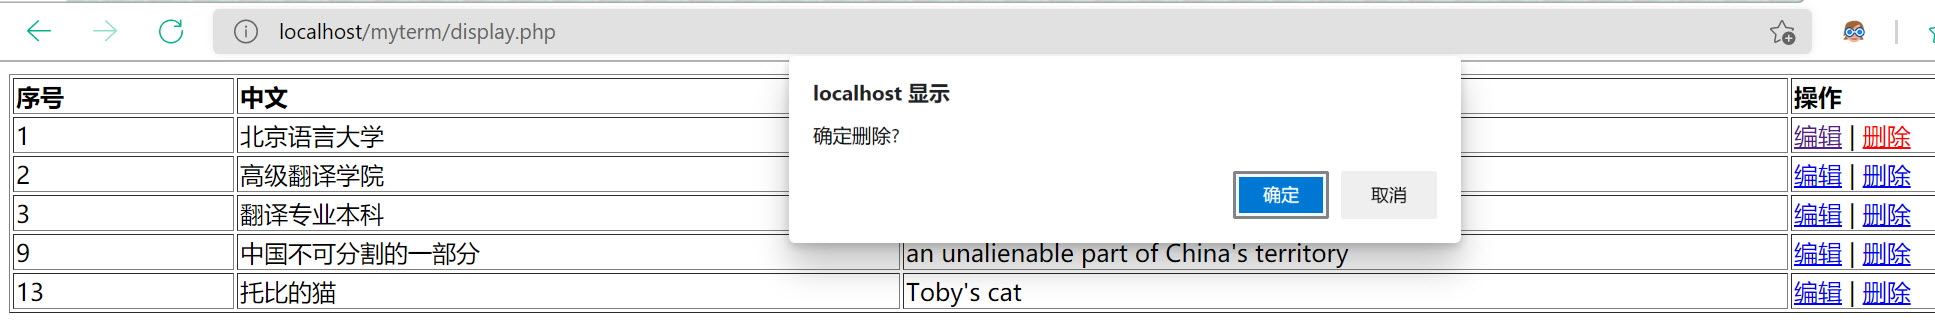 localhost/myterm/display.php
localhost 显示
确定删除?
确定 取消
序号 中文 操作
1 北京语言大学 编辑 | 删除
2 高级翻译学院 编辑 | 删除
3 翻译专业本科 编辑 | 删除
9 中国不可分割的一部分 an unalienable part of China's territory 编辑 | 删除
13 托比的猫 Toby's cat 编辑 | 删除